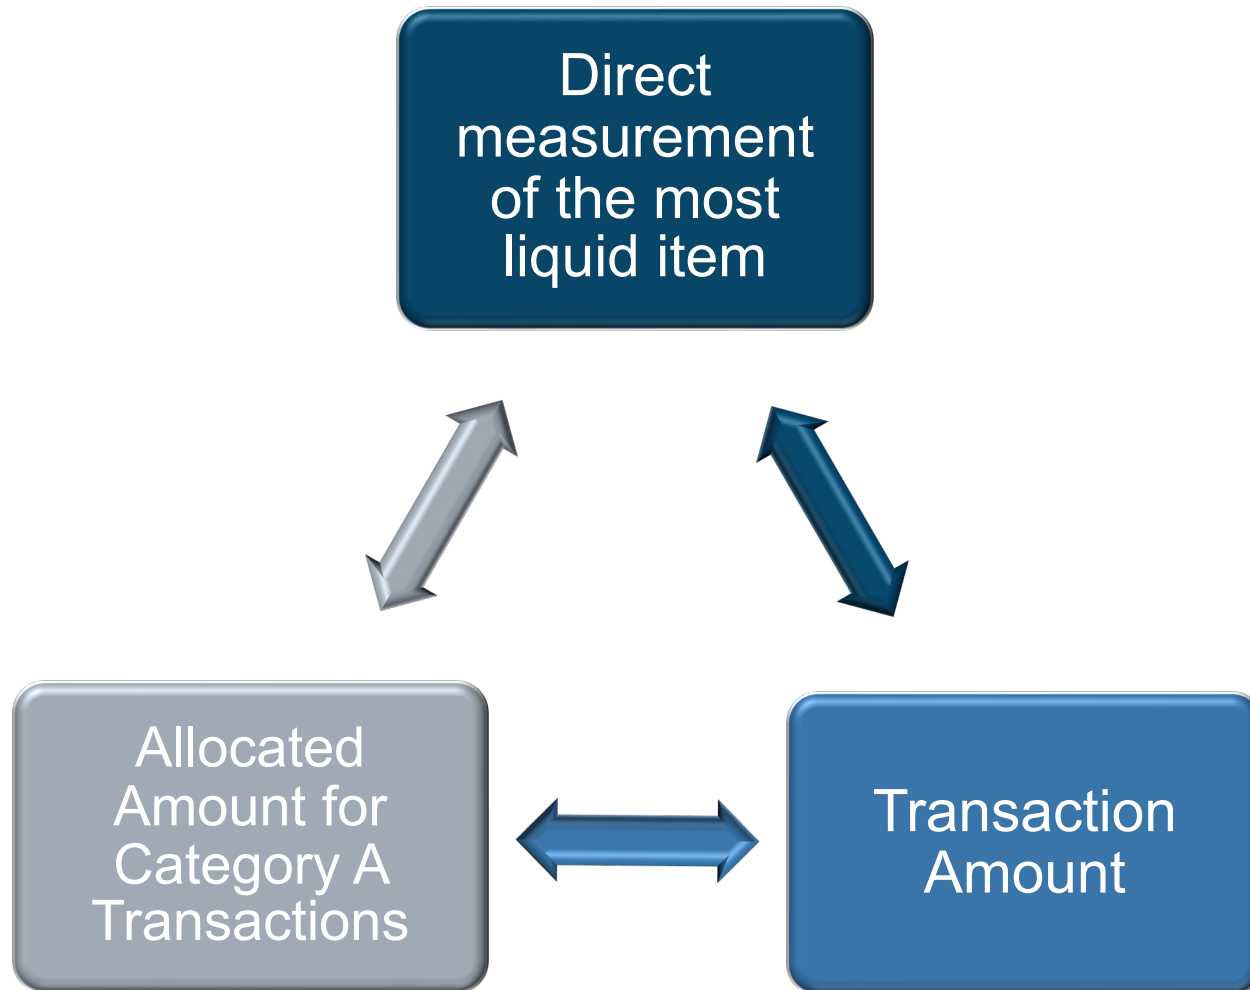 Direct
measurement
of the most
liquid item
Allocated
Amount for
Category A
Transactions
Transaction
Amount